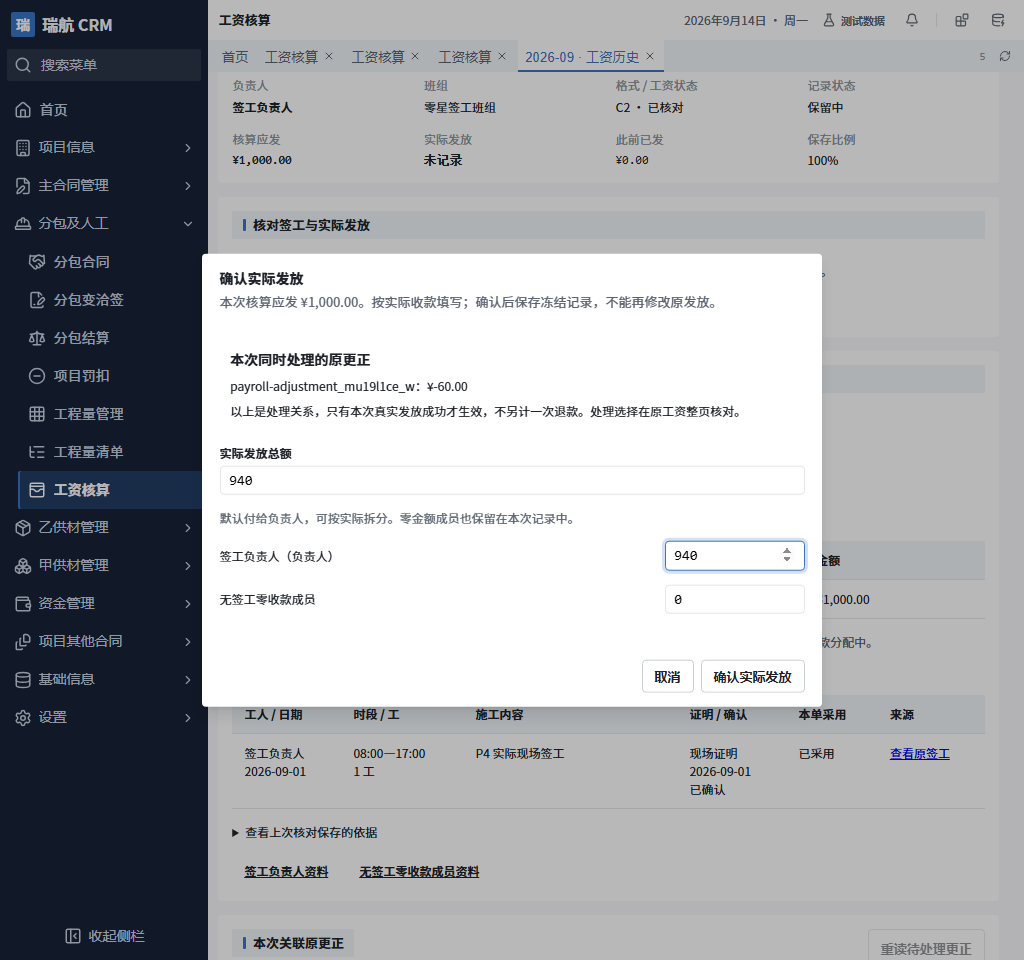 瑞 瑞航 CRM
搜索菜单
首页
项目信息
主合同管理
分包及人工
分包合同
分包变洽签
分包结算
项目罚扣
工程量管理
工程量清单
工资核算
乙供材管理
甲供材管理
资金管理
项目其他合同
基础信息
设置
收起侧栏
工资核算
2026年9月14日 · 周一 测试数据
首页 工资核算 × 工资核算 × 工资核算 × 2026-09 · 工资历史 × 5
负责人 班组 格式 / 工资状态 记录状态
签工负责人 零星签工班组 C2 · 已核对 保留中
核算应发 实际发放 此前已发 保存比例
¥1,000.00 未记录 ¥0.00 100%
核对签工与实际发放
确认实际发放
本次核算应发 ¥1,000.00。按实际收款填写；确认后保存冻结记录，不能再修改原发放。
本次同时处理的原更正
payroll-adjustment_mu19l1ce_w：¥-60.00
以上是处理关系，只有本次真实发放成功才生效，不另计一次退款。处理选择在原工资整页核对。
实际发放总额
940
默认付给负责人，可按实际拆分。零金额成员也保留在本次记录中。
签工负责人（负责人） 940
无签工零收款成员 0
取消 确认实际发放
金额
1,000.00
款分配中。
工人 / 日期 时段 / 工 施工内容 证明 / 确认 本单采用 来源
签工负责人 08:00—17:00 P4 实际现场签工 现场证明 已采用 查看原签工
2026-09-01 1 工 2026-09-01
已确认
▶ 查看上次核对保存的依据
签工负责人资料 无签工零收款成员资料
本次关联原更正 重读待处理更正